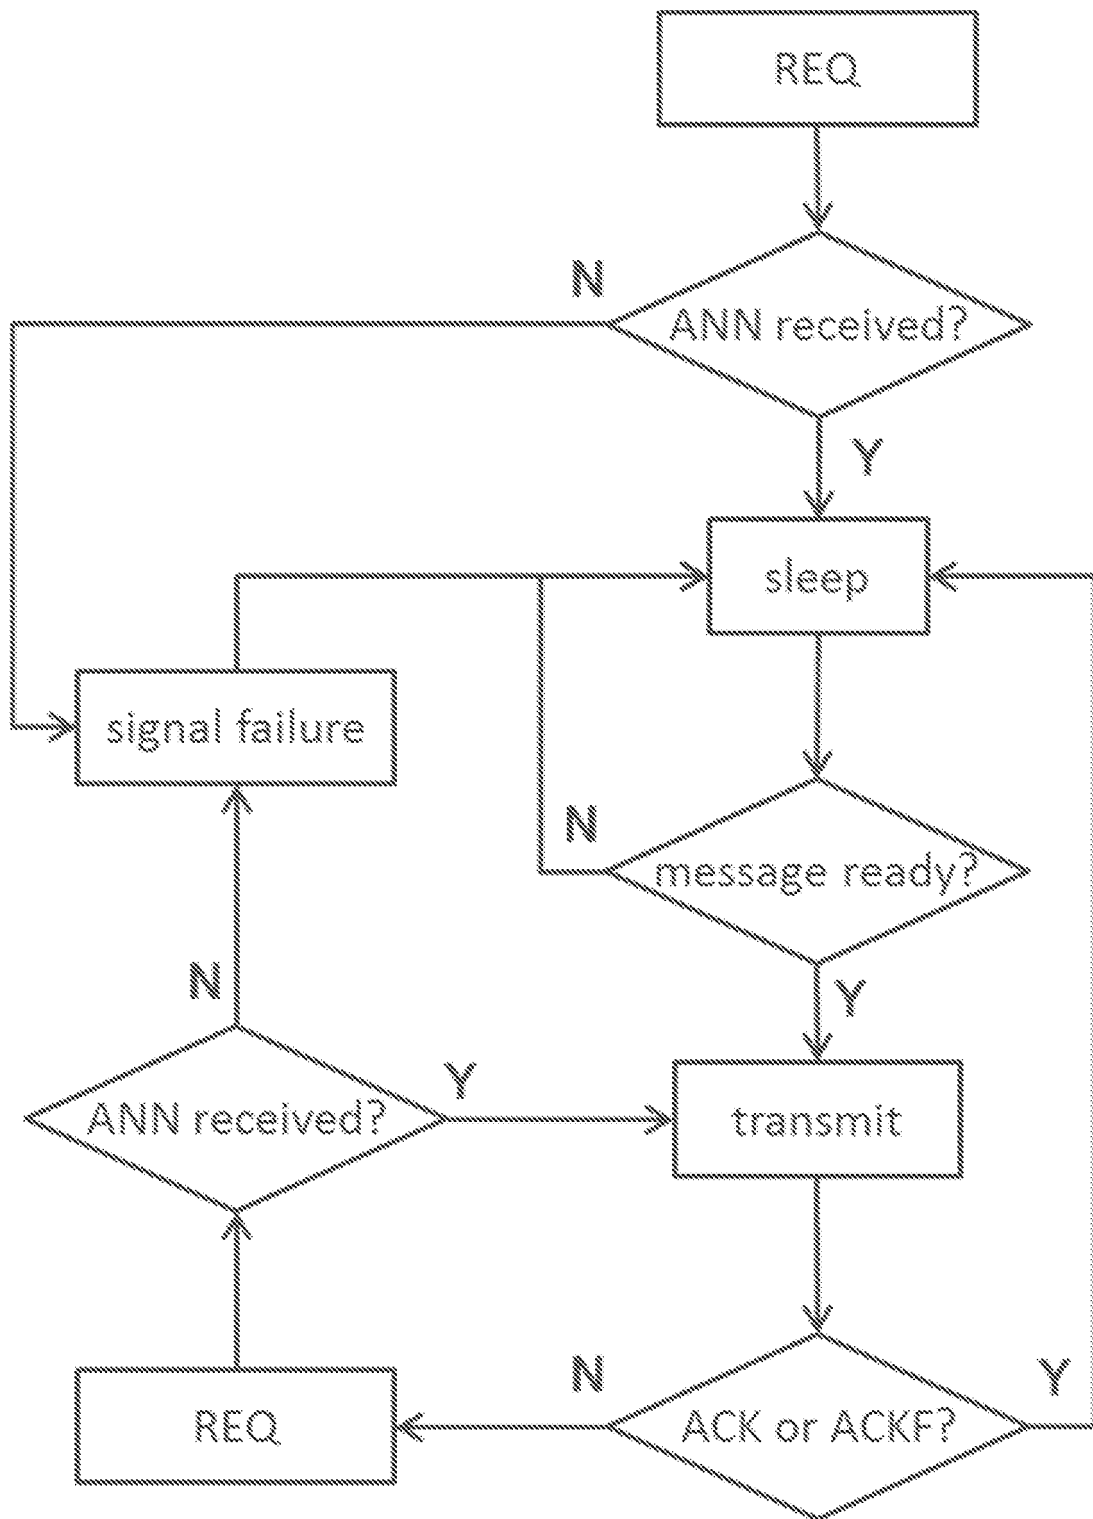 REQ
N
ANN received?
Y
sleep
signal failure
N
message ready?
N
Y
Y
ANN received?
transmit
N
Y
REQ
ACK or ACKF?